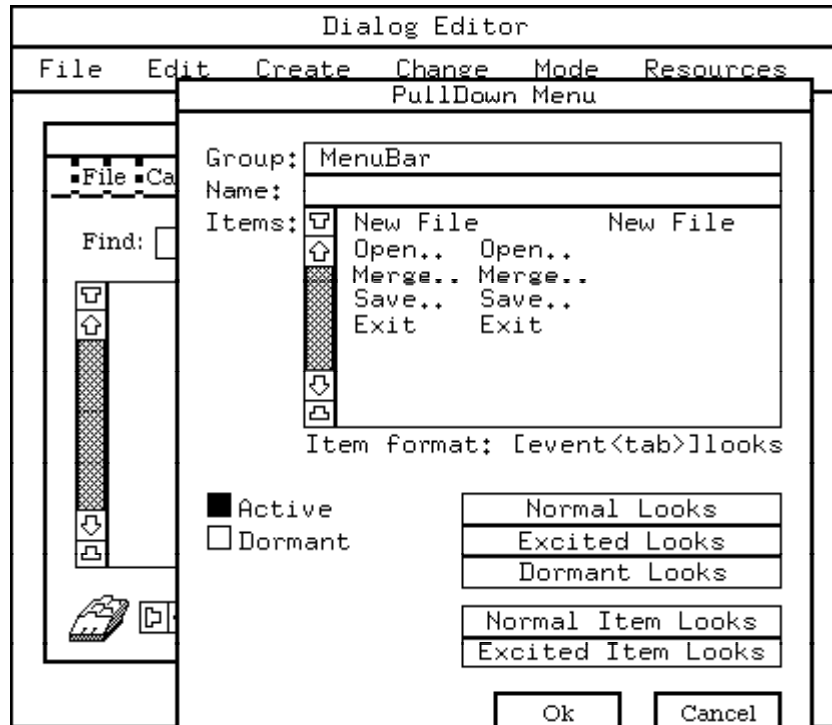 Dialog Editor
File Edit Create Change Mode Resources
PullDown Menu
File Ca
Find:
Group: MenuBar
Name:
Items: New File New File
Open.. Open..
Merge.. Merge..
Save.. Save..
Exit Exit
Item format: [event<tab>]looks
Active
Dormant
Normal Looks
Excited Looks
Dormant Looks
Normal Item Looks
Excited Item Looks
Ok Cancel